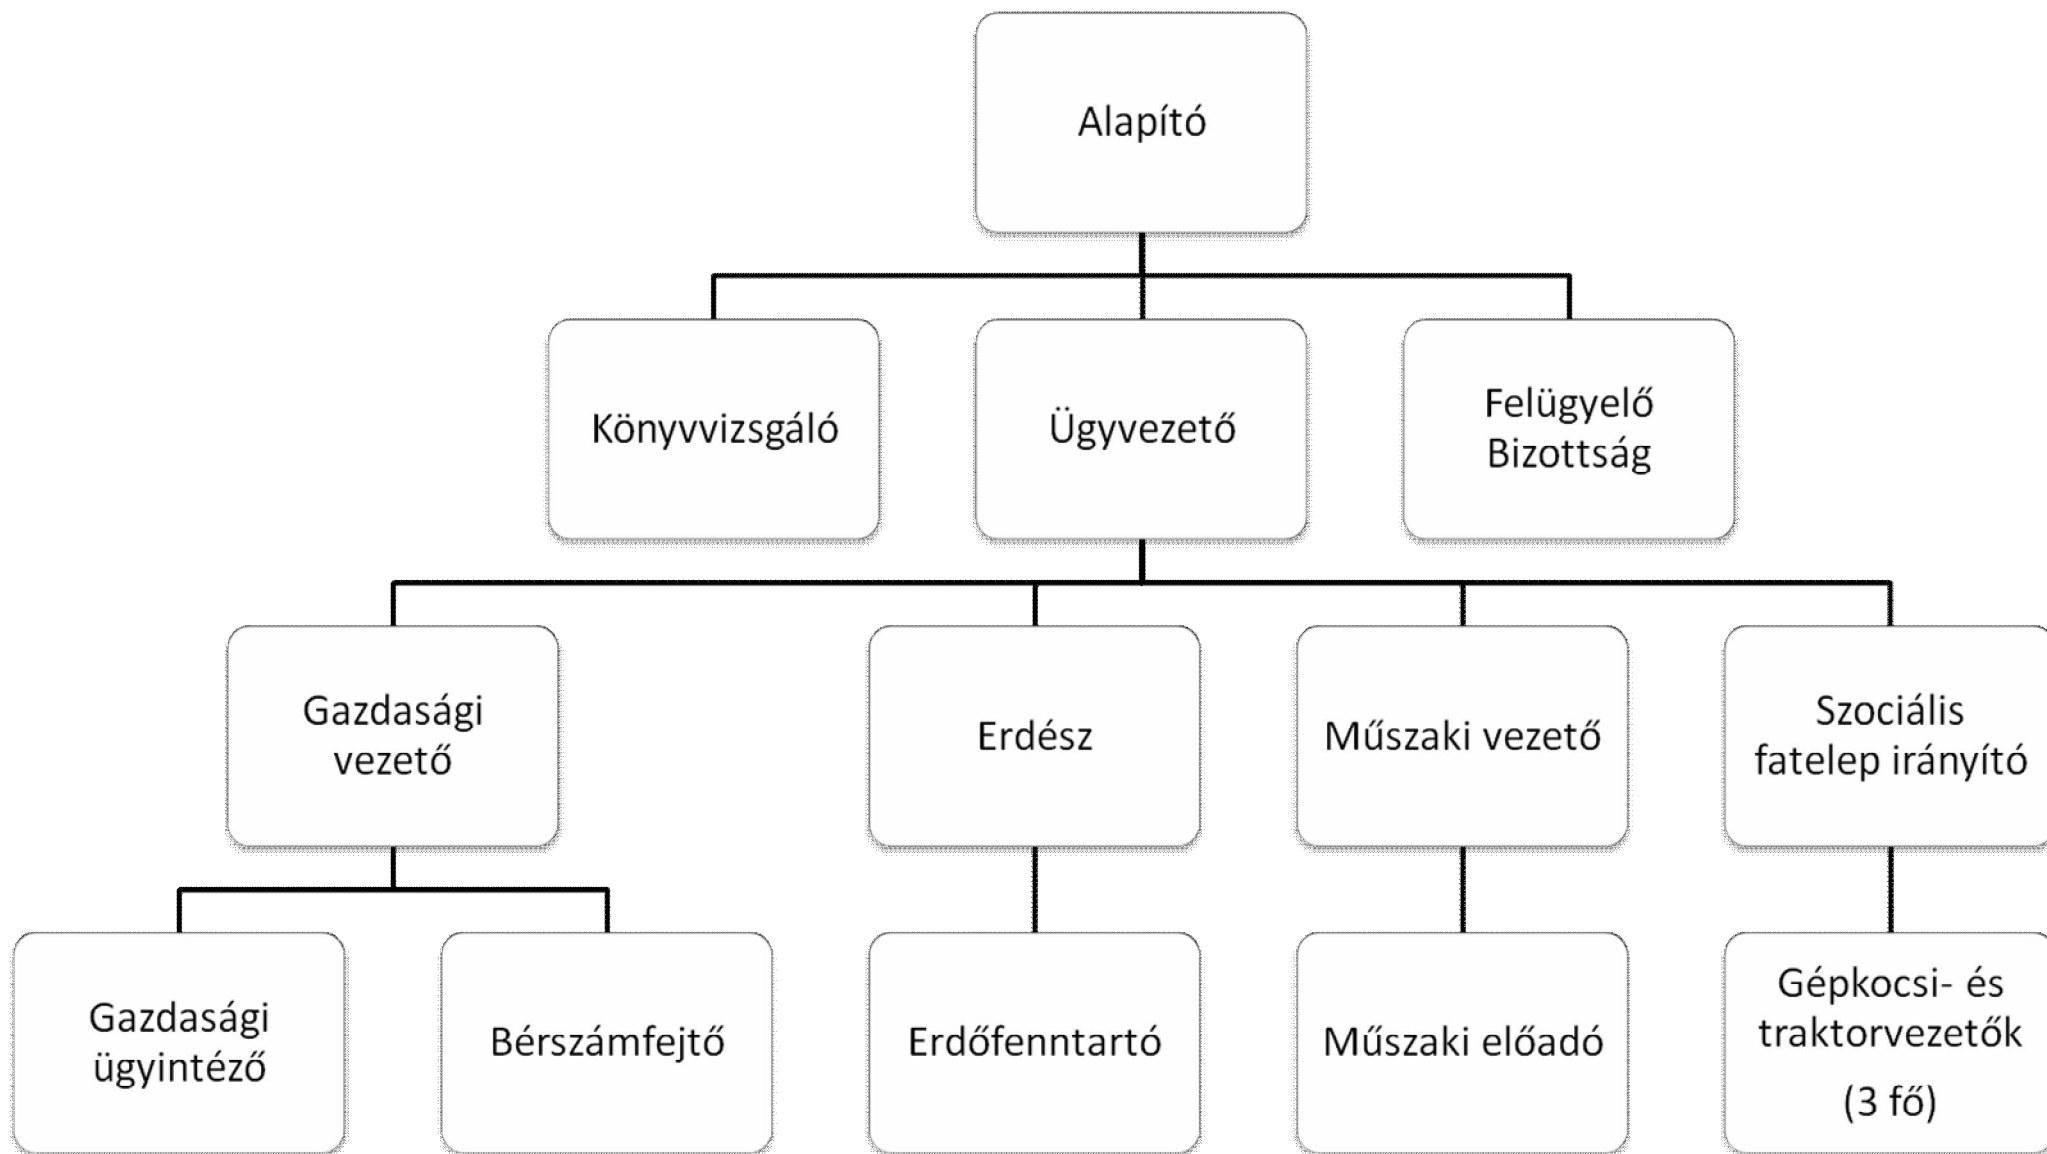 Alapító
Könyvvizsgáló
Ügyvezető
Felügyelő
Bizottság
Gazdasági
vezető
Erdész
Műszaki vezető
Szociális
fatelep irányító
Gazdasági
ügyintéző
Bérszámfejtő
Erdőfenntartó
Műszaki előadó
Gépkocsi- és
traktorvezetők
(3 fő)